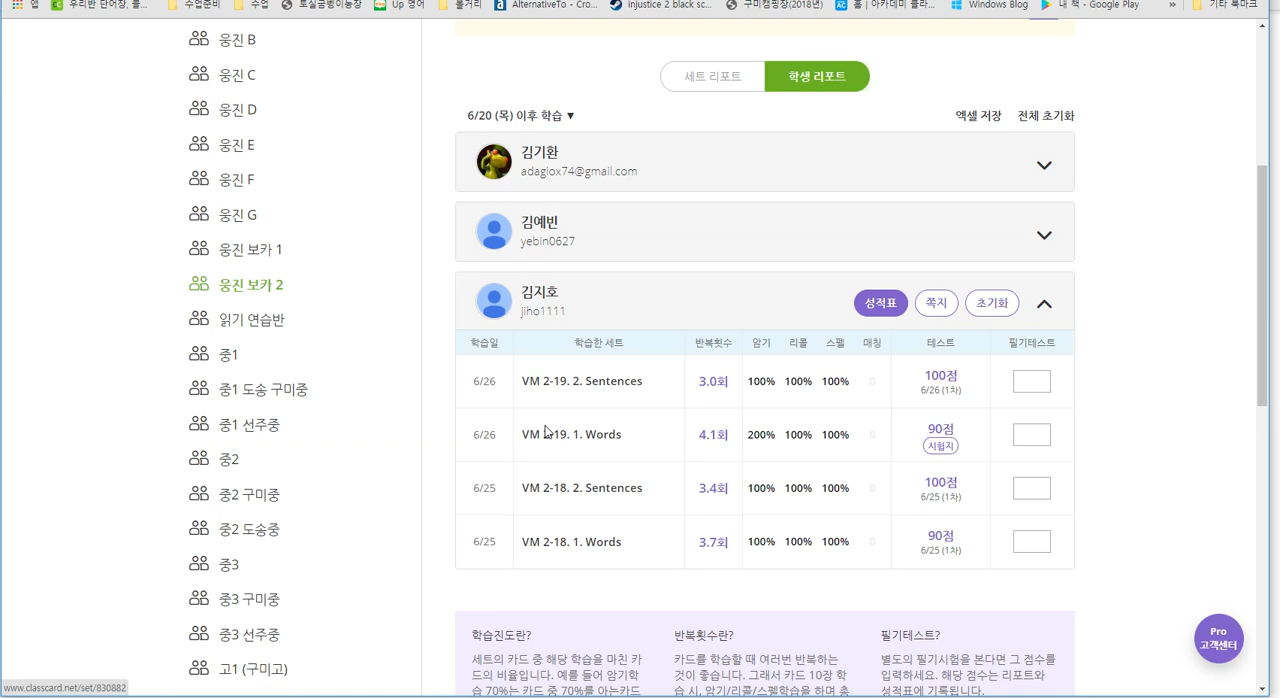 앱 우리반 단어장, 클... 수업준비 수업 토실굼벵이농장 Up 영어 볼거리 AlternativeTo - Cro... injustice 2 black sc... 구미캠핑장(2018년) 홈 | 아카데미 클라... Windows Blog 내 책 - Google Play » 기타 북마크
웅진 B
웅진 C
웅진 D
웅진 E
웅진 F
웅진 G
웅진 보카 1
웅진 보카 2
읽기 연습반
중1
중1 도송 구미중
중1 선주중
중2
중2 구미중
중2 도송중
중3
중3 구미중
중3 선주중
고1 (구미고)
세트 리포트 학생 리포트
6/20 (목) 이후 학습 ▼ 엑셀 저장 전체 초기화
김기환
adagiox74@gmail.com
김예빈
yebin0627
김지호
jiho1111
성적표 쪽지 초기화
학습일 학습한 세트 반복횟수 암기 리콜 스펠 매칭 테스트 필기테스트
6/26 VM 2-19. 2. Sentences 3.0회 100% 100% 100% 0 100점
6/26 (1차)
6/26 VM 2-19. 1. Words 4.1회 200% 100% 100% 0 90점
시험지
6/25 VM 2-18. 2. Sentences 3.4회 100% 100% 100% 0 100점
6/25 (1차)
6/25 VM 2-18. 1. Words 3.7회 100% 100% 100% 0 90점
6/25 (1차)
학습진도란?
세트의 카드 중 해당 학습을 마친 카
드의 비율입니다. 예를 들어 암기학
습 70%는 카드 중 70%를 아는카드
반복횟수란?
카드를 학습할 때 여러번 반복하는
것이 좋습니다. 그래서 카드 10장 학
습 시, 암기/리콜/스펠학습을 하며 총
필기테스트?
별도의 필기시험을 본다면 그 점수를
입력하세요. 해당 점수는 리포트와
성적표에 기록됩니다.
Pro
고객센터
www.classcard.net/set/830882